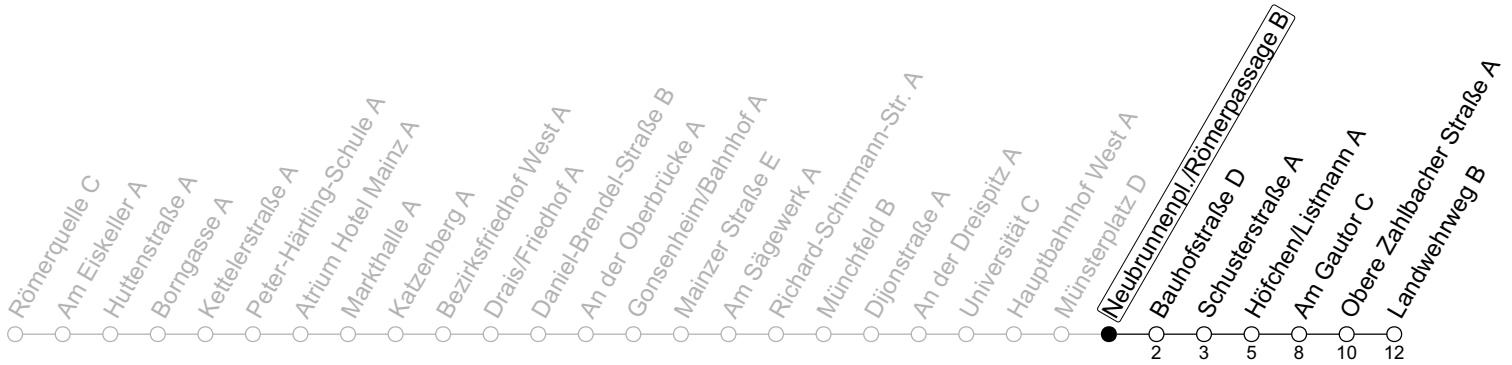 Römerquelle C
Am Eiskeller A
Huttenstraße A
Borngasse A
Kettelerstraße A
Peter-Härtling-Schule A
Atrium Hotel Mainz A
Markthalle A
Katzenberg A
Bezirksfriedhof West A
Drais/Friedhof A
Daniel-Brendel-Straße B
An der Oberbrücke A
Gonsenheim/Bahnhof A
Mainzer Straße E
Am Sägewerk A
Richard-Schirrmann-Str. A
Münchfeld B
Dijonstraße A
An der Dreispitz A
Universität C
Hauptbahnhof West A
Münsterplatz D
Neubrunnenpl./Römerpassage B
Bauhofstraße D
Schusterstraße A
Höfchen/Listmann A
Am Gautor C
Obere Zahlbacher Straße A
Landwehrweg B
2 3 5 8 10 12